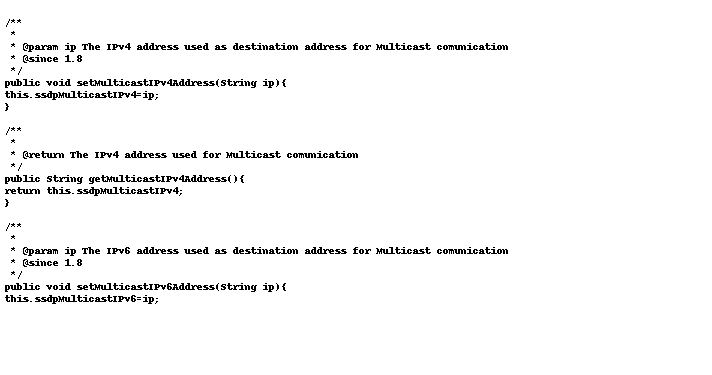 /**
 *
 * @param ip The IPv4 address used as destination address for Multicast comunication
 * @since 1.8
 */
public void setMulticastIPv4Address(String ip){
this.ssdpMulticastIPv4=ip;
}
/**
 *
 * @return The IPv4 address used for Multicast comunication
 */
public String getMulticastIPv4Address(){
return this.ssdpMulticastIPv4;
}
/**
 *
 * @param ip The IPv6 address used as destination address for Multicast comunication
 * @since 1.8
 */
public void setMulticastIPv6Address(String ip){
this.ssdpMulticastIPv6=ip;